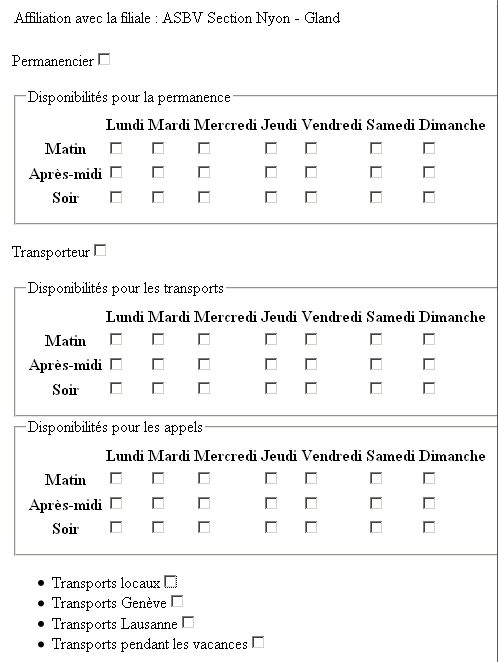 Affiliation avec la filiale : ASBV Section Nyon - Gland
Permanencier
Disponibilités pour la permanence
Lundi Mardi Mercredi Jeudi Vendredi Samedi Dimanche
Matin
Après-midi
Soir
Transporteur
Disponibilités pour les transports
Lundi Mardi Mercredi Jeudi Vendredi Samedi Dimanche
Matin
Après-midi
Soir
Disponibilités pour les appels
Lundi Mardi Mercredi Jeudi Vendredi Samedi Dimanche
Matin
Après-midi
Soir
• Transports locaux
• Transports Genève
• Transports Lausanne
• Transports pendant les vacances